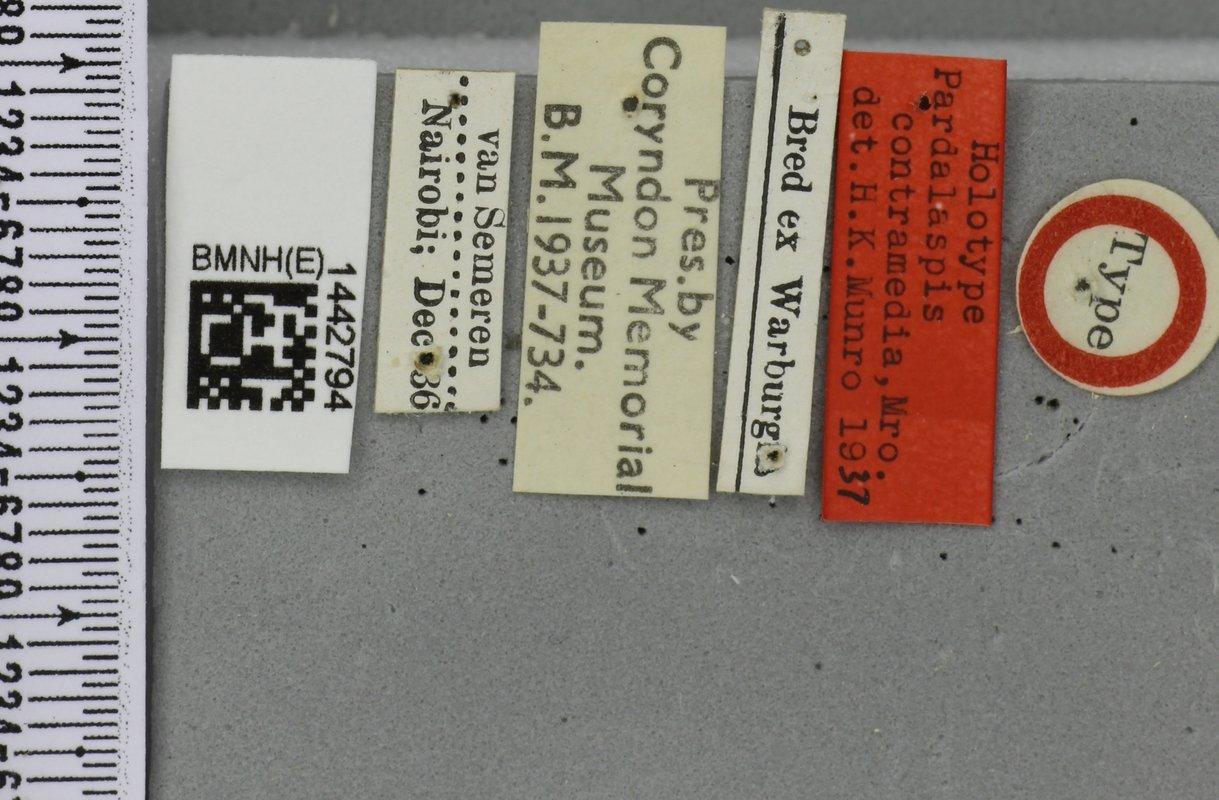 BMNH(E)
1442794
van Semeren
Nairobi; Dec 36
Pres.by
Coryndon Memorial
Museum.
B.M.1937-734.
Bred ex Warburgia
Holotype
Pardalaspis
contramedia,Mro.
det.H.K.Munro 1937
Type